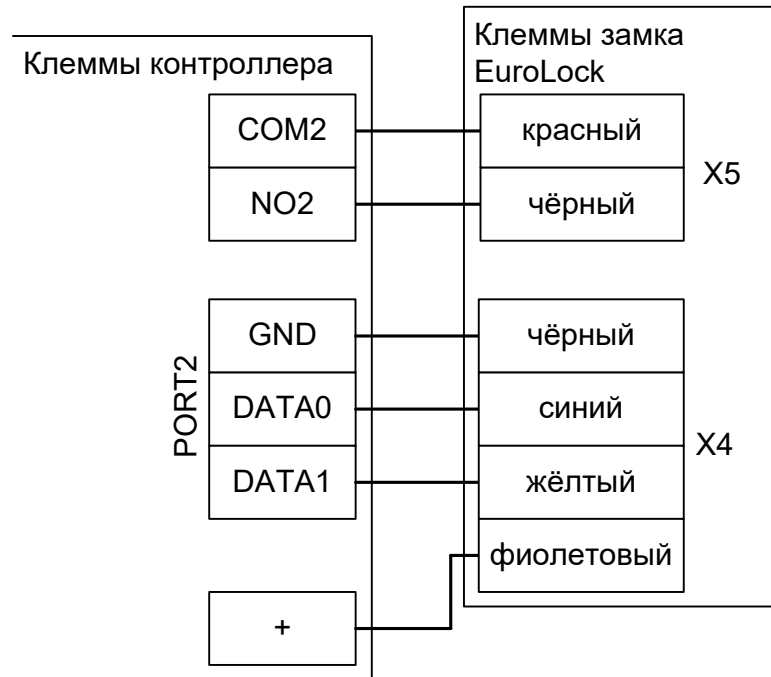 Клеммы контроллера
Клеммы замка
EuroLock
COM2
красный
NO2
чёрный
X5
GND
чёрный
DATA0
синий
DATA1
жёлтый
фиолетовый
PORT2
X4
+